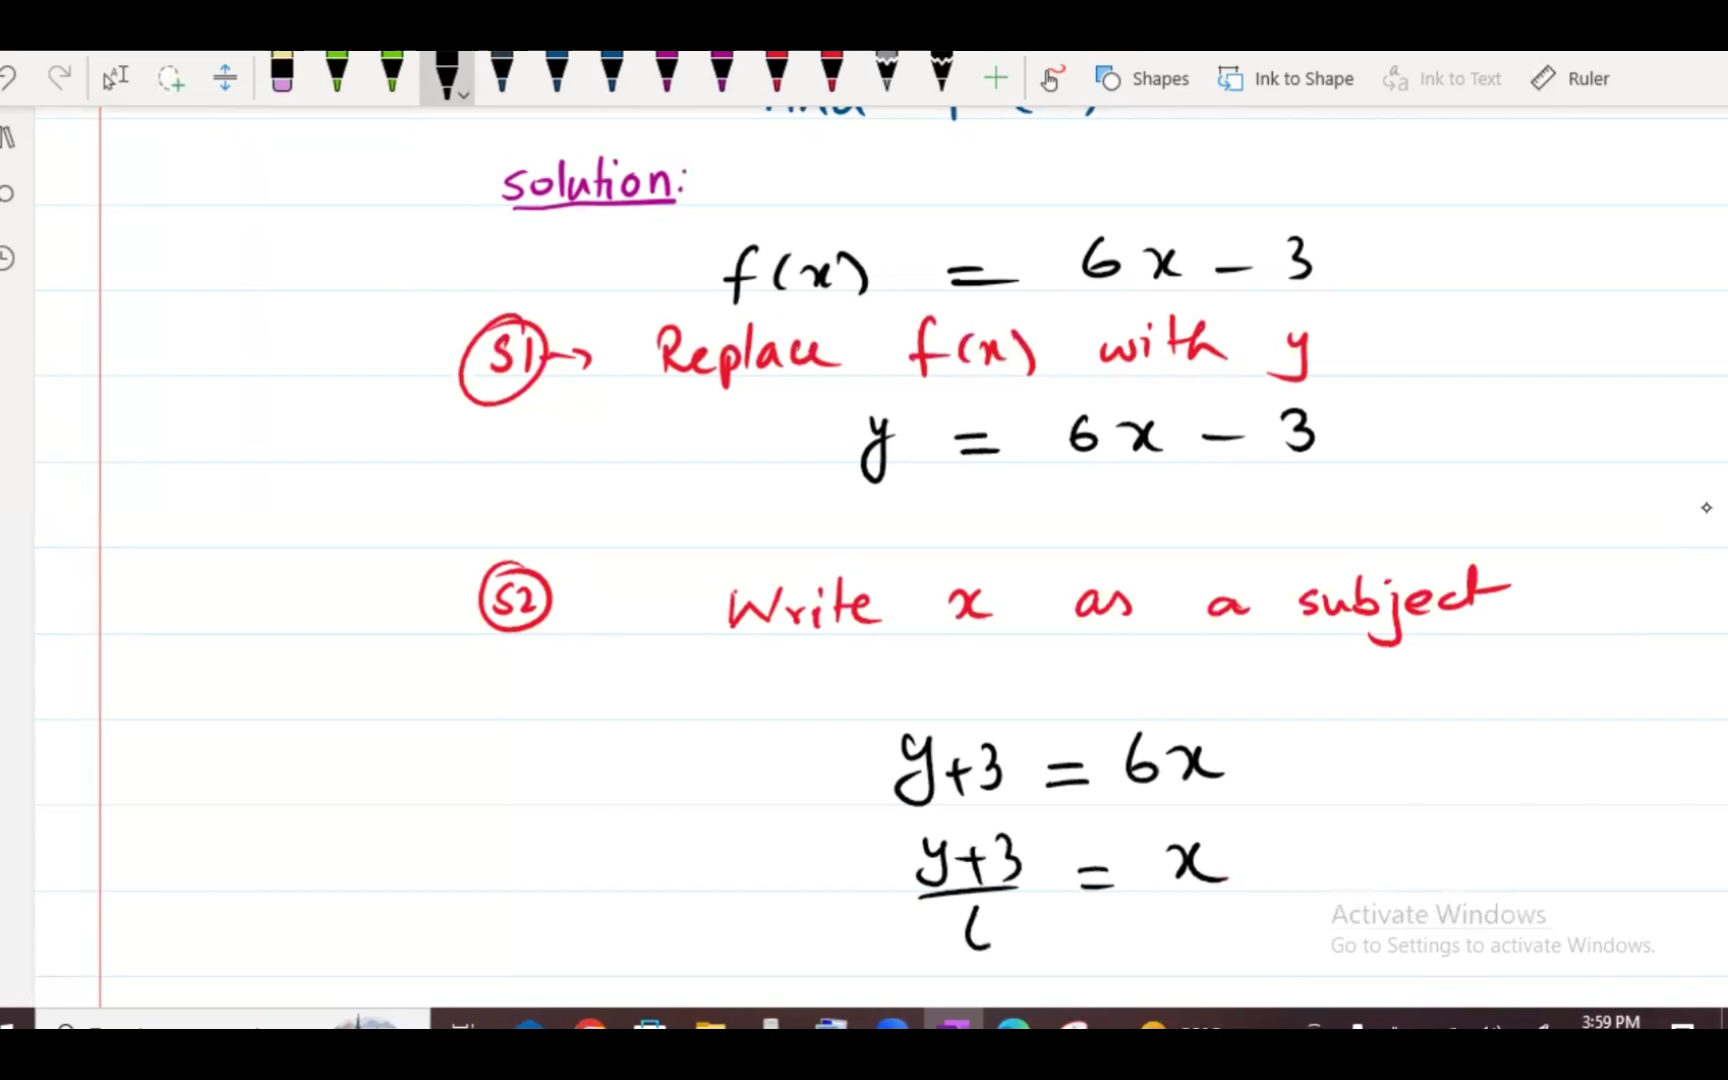 Shapes Ink to Shape Ink to Text Ruler
solution:
f(x) = 6x - 3
S1 → Replace f(x) with y
y = 6x - 3
S2 Write x as a subject
y+3 = 6x
y+3 = x
Activate Windows
Go to Settings to activate Windows.
3:59 PM